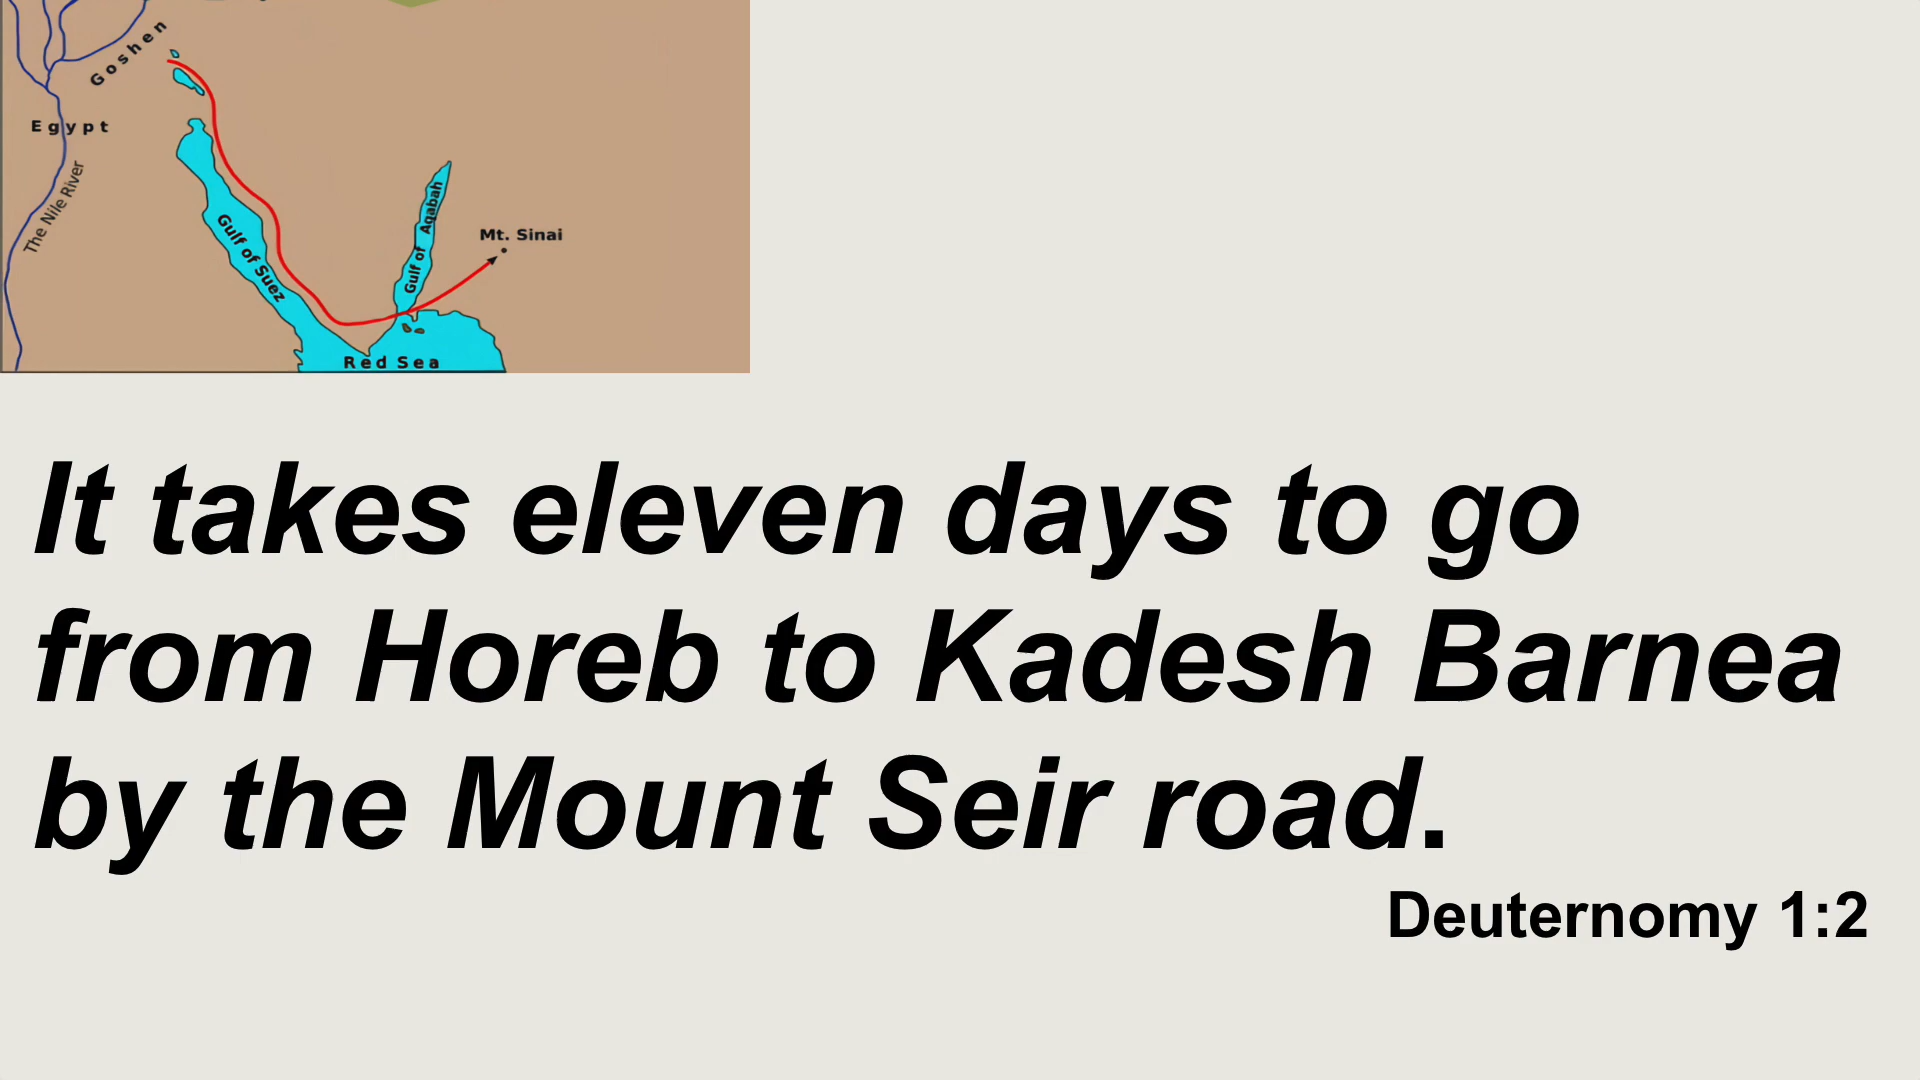 Goshen
Egypt
The Nile River
Gulf of Suez
Gulf of Aqabah
Mt. Sinai
Red Sea
It takes eleven days to go
from Horeb to Kadesh Barnea
by the Mount Seir road.
Deuternomy 1:2